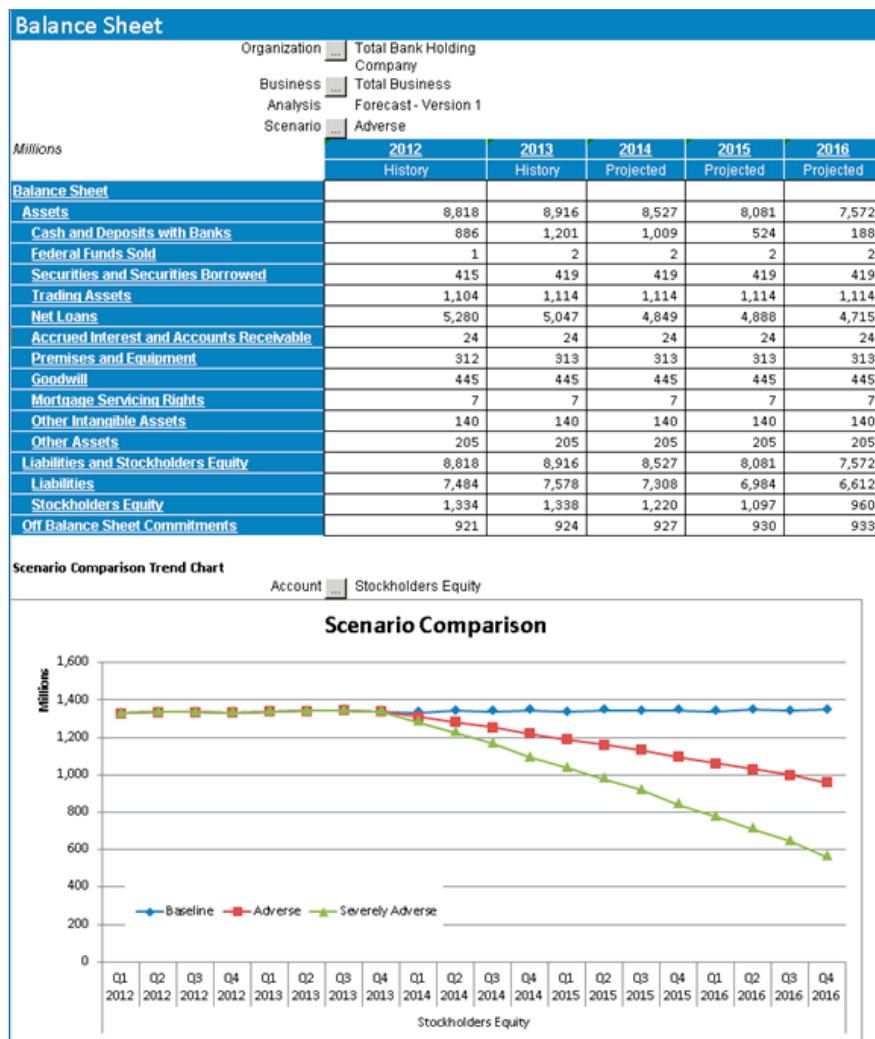 Balance Sheet
Organization ... Total Bank Holding
Company
Business ... Total Business
Analysis Forecast - Version 1
Scenario ... Adverse
Millions 2012 2013 2014 2015 2016
History History Projected Projected Projected
Balance Sheet
Assets 8,818 8,916 8,527 8,081 7,572
Cash and Deposits with Banks 886 1,201 1,009 524 188
Federal Funds Sold 1 2 2 2 2
Securities and Securities Borrowed 415 419 419 419 419
Trading Assets 1,104 1,114 1,114 1,114 1,114
Net Loans 5,280 5,047 4,849 4,888 4,715
Accrued Interest and Accounts Receivable 24 24 24 24 24
Premises and Equipment 312 313 313 313 313
Goodwill 445 445 445 445 445
Mortgage Servicing Rights 7 7 7 7 7
Other Intangible Assets 140 140 140 140 140
Other Assets 205 205 205 205 205
Liabilities and Stockholders Equity 8,818 8,916 8,527 8,081 7,572
Liabilities 7,484 7,578 7,308 6,984 6,612
Stockholders Equity 1,334 1,338 1,220 1,097 960
Off Balance Sheet Commitments 921 924 927 930 933
Scenario Comparison Trend Chart
Account ... Stockholders Equity
Scenario Comparison
Millions
1,600
1,400
1,200
1,000
800
600
400
200
0
Baseline Adverse Severely Adverse
Q1 Q2 Q3 Q4 Q1 Q2 Q3 Q4 Q1 Q2 Q3 Q4 Q1 Q2 Q3 Q4 Q1 Q2 Q3 Q4
2012 2012 2012 2012 2013 2013 2013 2013 2014 2014 2014 2014 2015 2015 2015 2015 2016 2016 2016 2016
Stockholders Equity